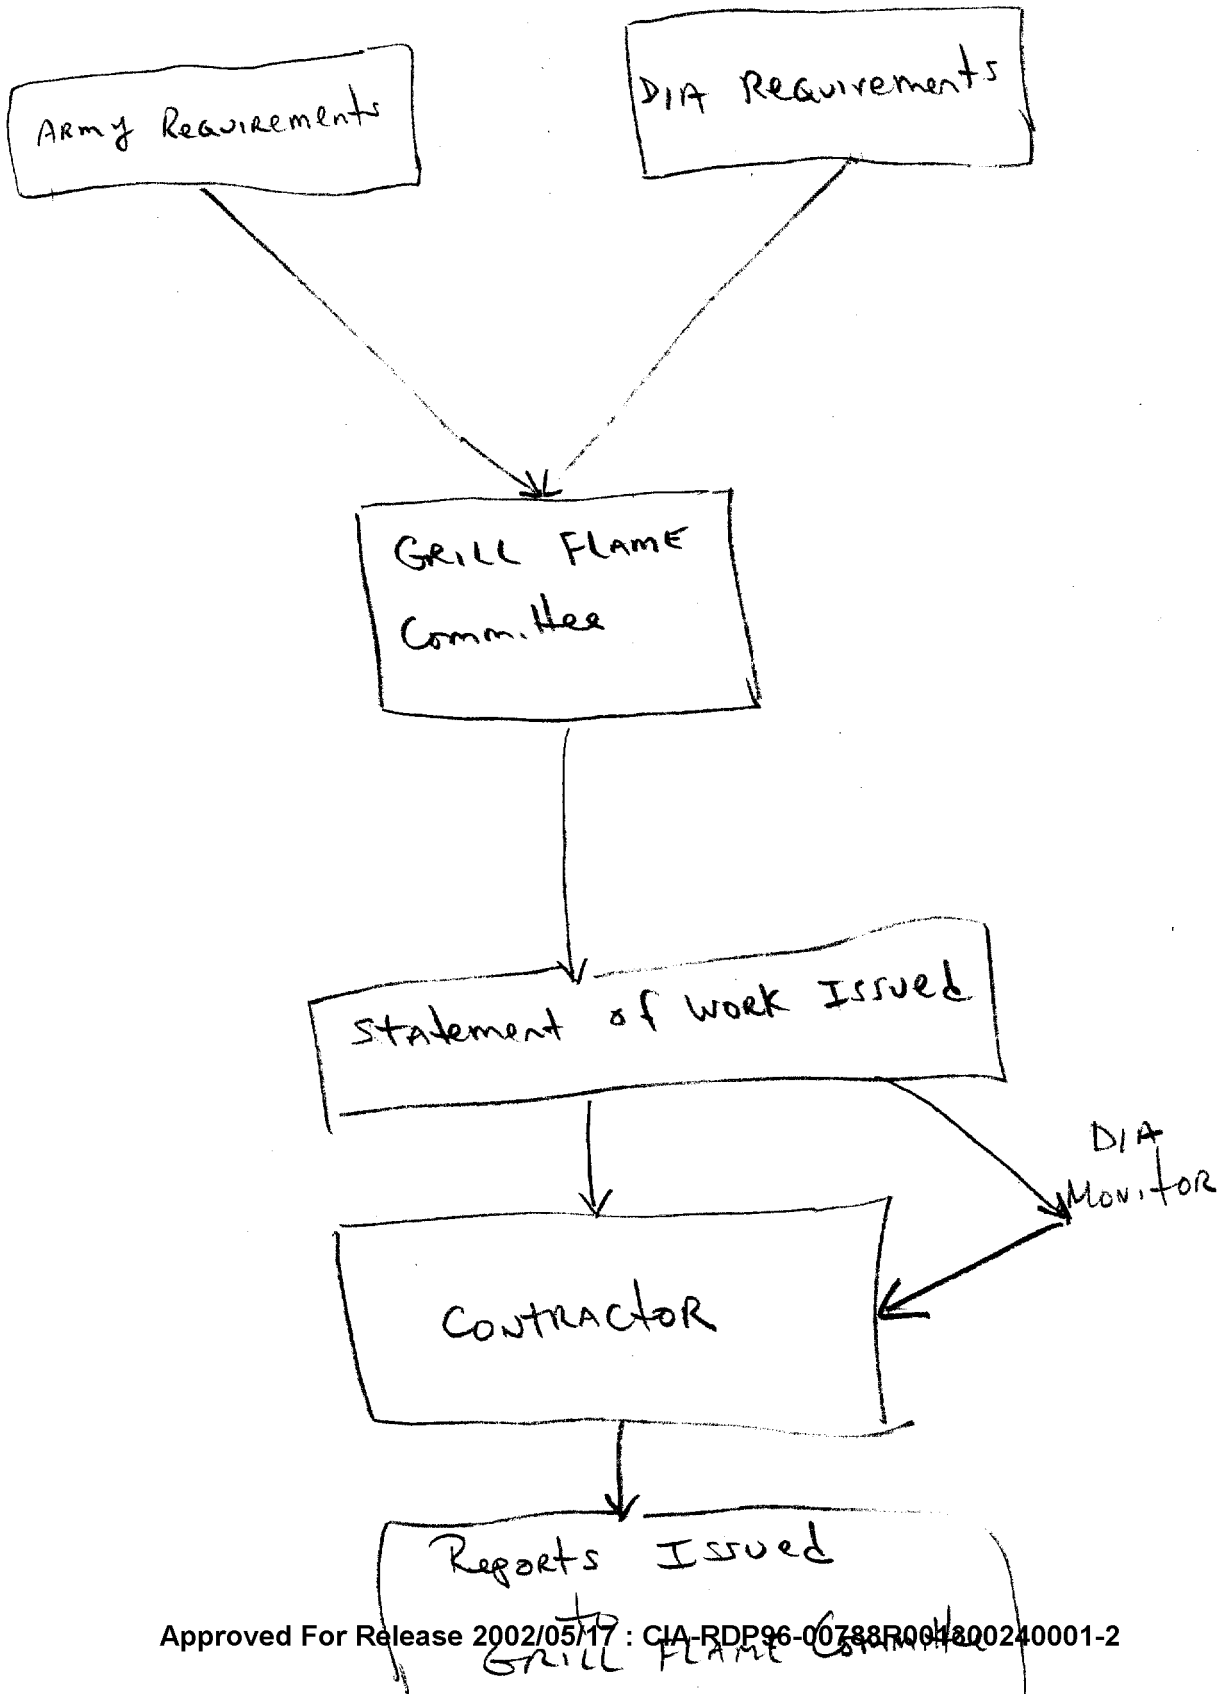 ARmy RequiRements
DIA Requirements
GRILL FLAME
Committee
Statement of WORK Issued
DIA
MONITOR
CONTRACTOR
Reports Issued
to
GRILL FLAME Committee
Approved For Release 2002/05/17 : CIA-RDP96-00788R001800240001-2